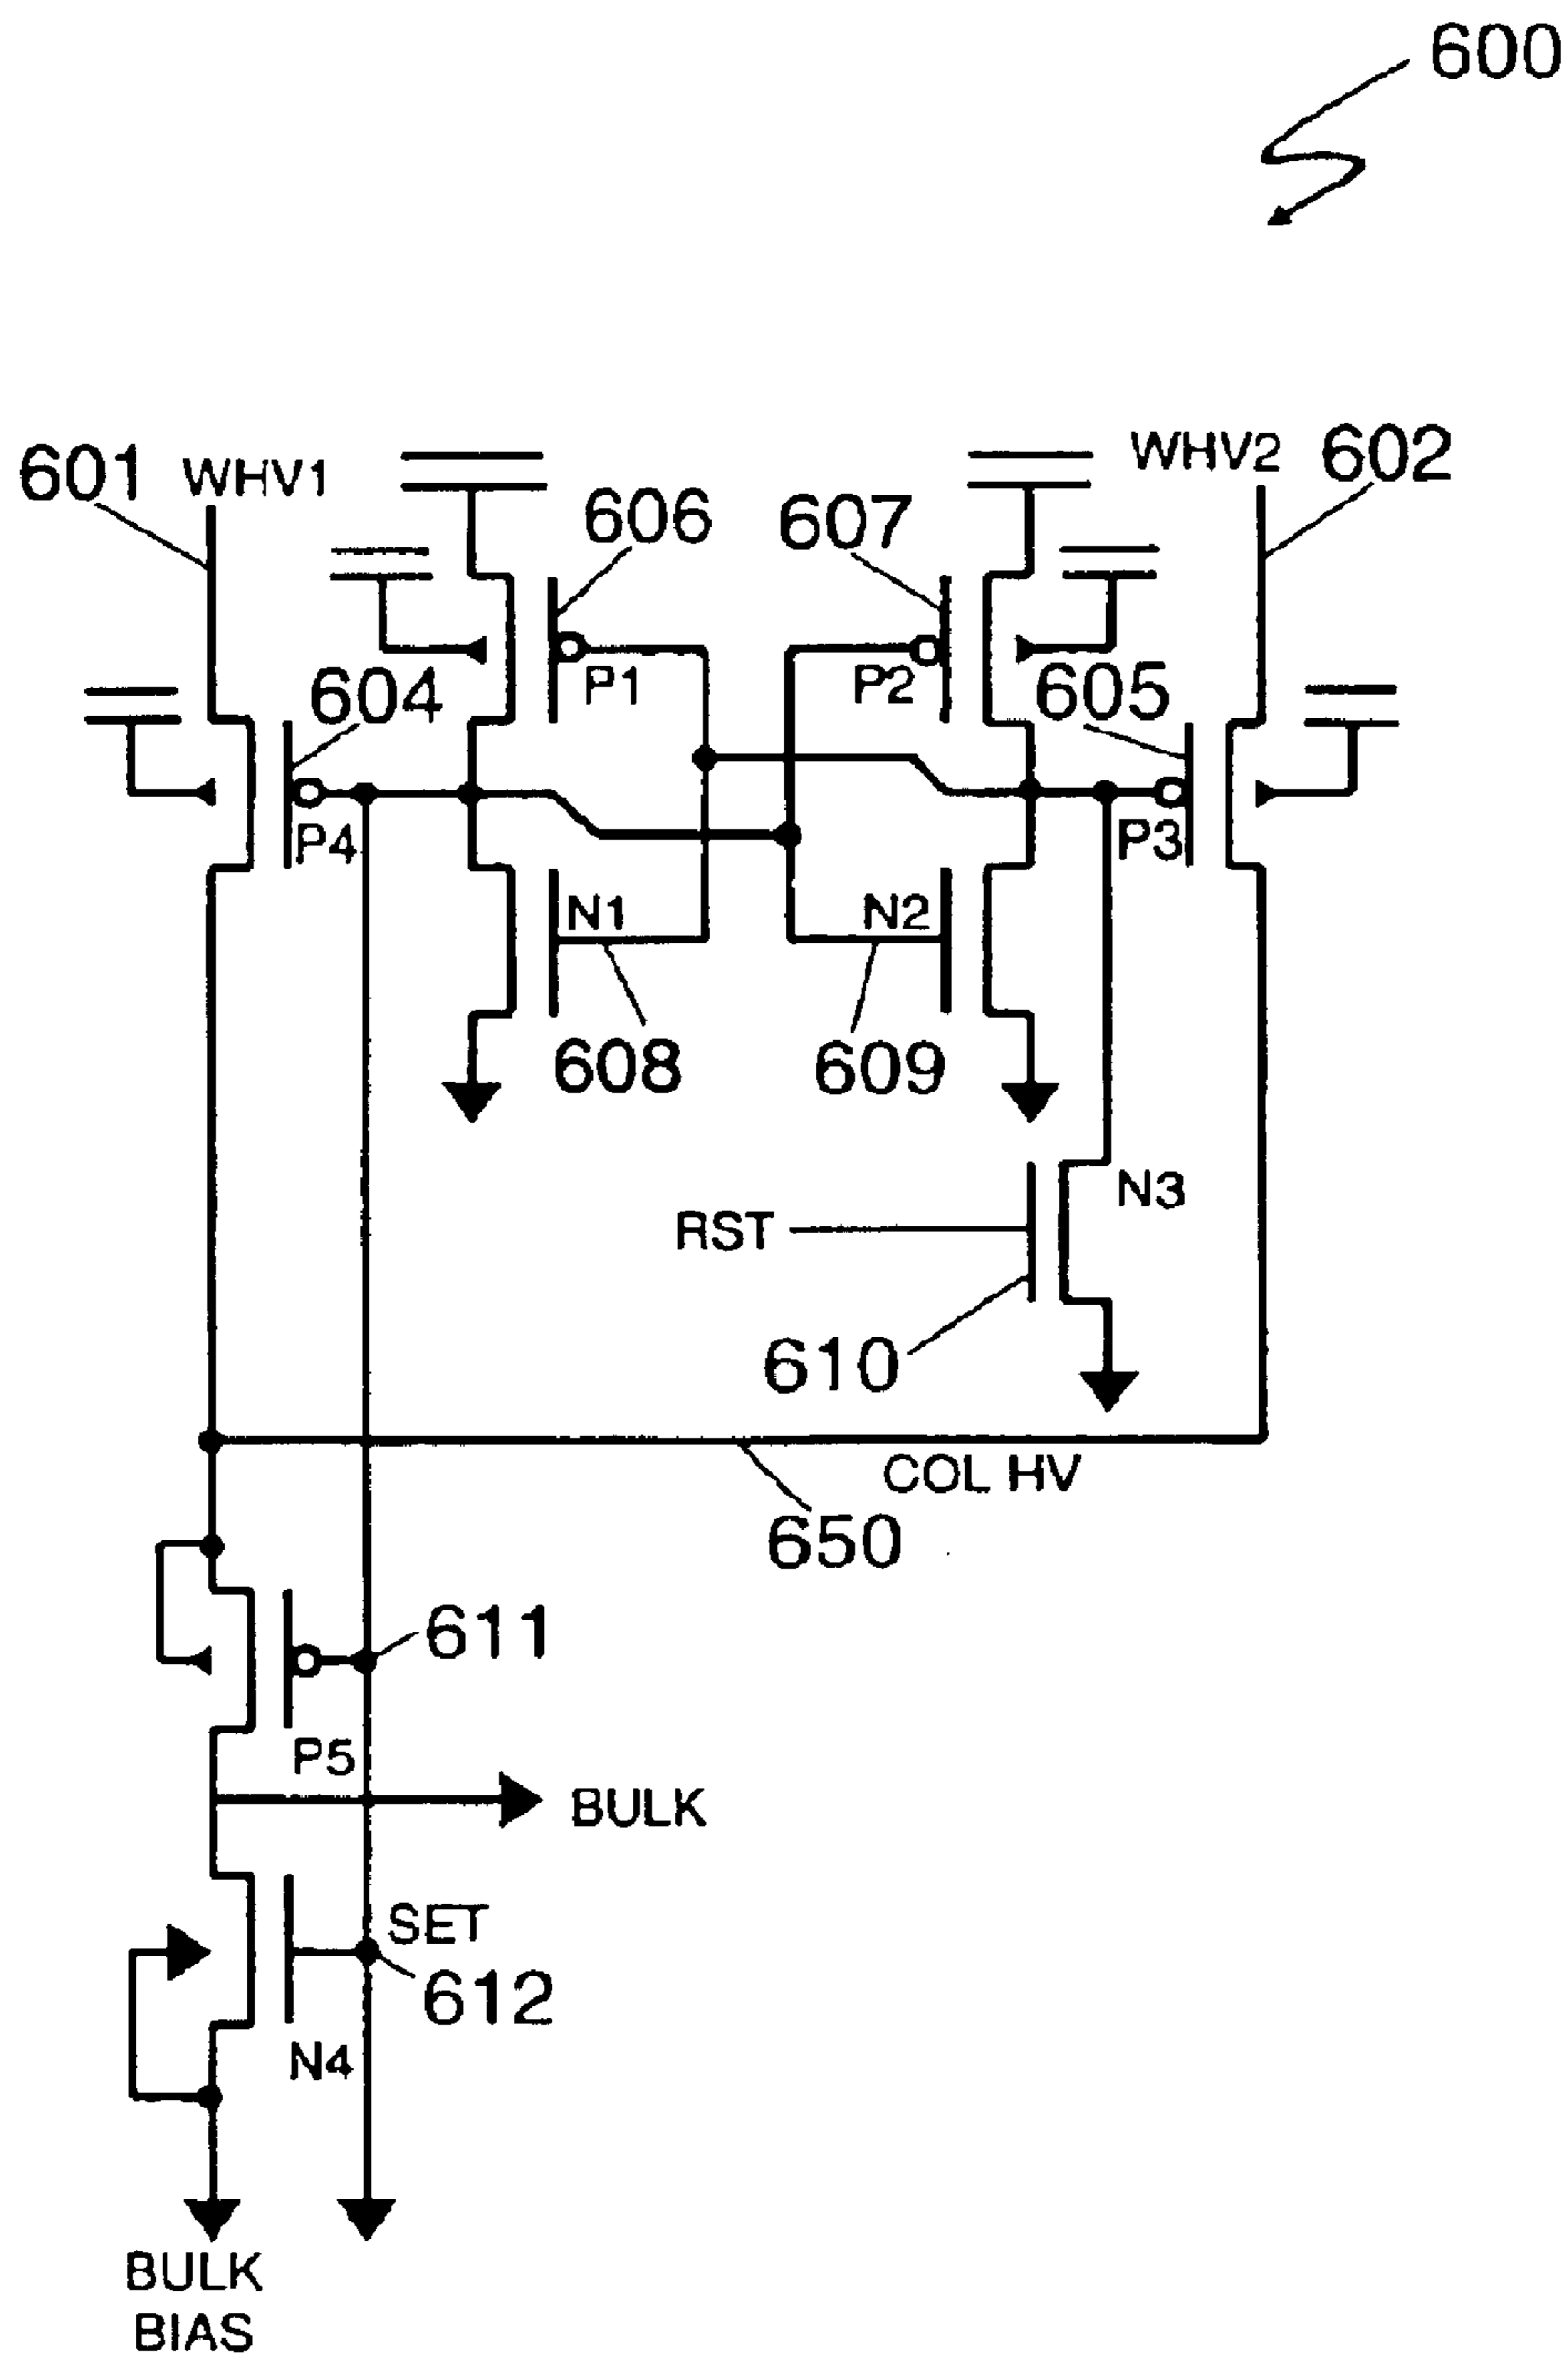 600
601 WHV1
WHV2 602
606
607
604
P1
P2
605
P4
P3
N1
N2
608
609
N3
RST
610
COL HV
650
611
P5
BULK
SET
612
N4
BULK
BIAS